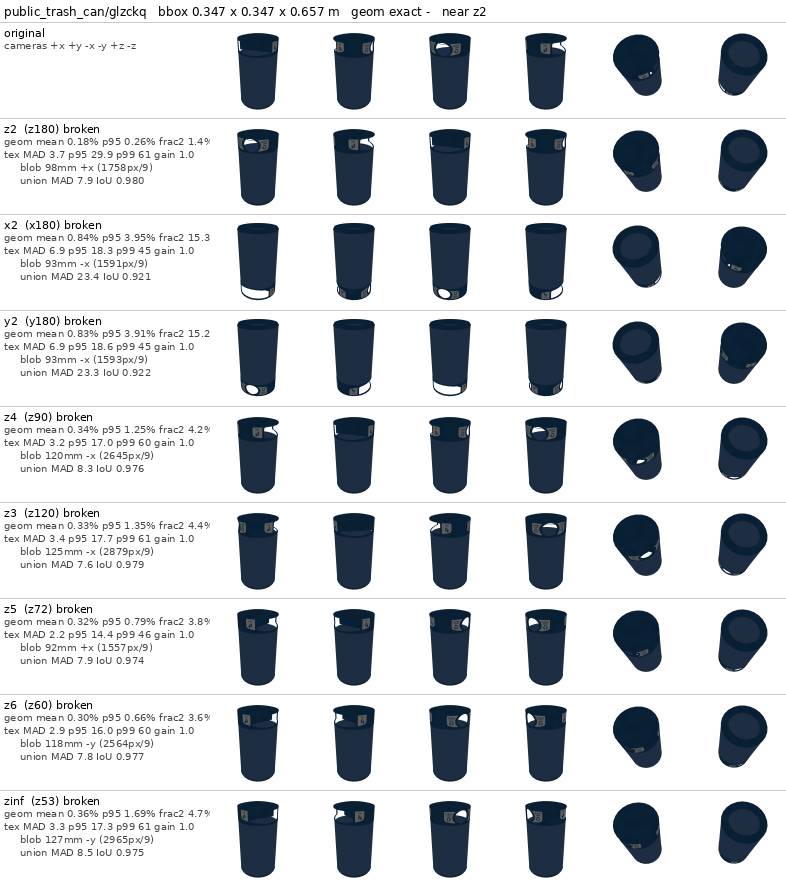 public_trash_can/glzckq   bbox 0.347 x 0.347 x 0.657 m   geom exact -   near z2
original
cameras +x +y -x -y +z -z
z2  (z180) broken
geom mean 0.18% p95 0.26% frac2 1.4%
tex MAD 3.7 p95 29.9 p99 61 gain 1.0
blob 98mm +x (1758px/9)
union MAD 7.9 IoU 0.980
x2  (x180) broken
geom mean 0.84% p95 3.95% frac2 15.3
tex MAD 6.9 p95 18.3 p99 45 gain 1.0
blob 93mm -x (1591px/9)
union MAD 23.4 IoU 0.921
y2  (y180) broken
geom mean 0.83% p95 3.91% frac2 15.2
tex MAD 6.9 p95 18.6 p99 45 gain 1.0
blob 93mm -x (1593px/9)
union MAD 23.3 IoU 0.922
z4  (z90) broken
geom mean 0.34% p95 1.25% frac2 4.2%
tex MAD 3.2 p95 17.0 p99 60 gain 1.0
blob 120mm -x (2645px/9)
union MAD 8.3 IoU 0.976
z3  (z120) broken
geom mean 0.33% p95 1.35% frac2 4.4%
tex MAD 3.4 p95 17.7 p99 61 gain 1.0
blob 125mm -x (2879px/9)
union MAD 7.6 IoU 0.979
z5  (z72) broken
geom mean 0.32% p95 0.79% frac2 3.8%
tex MAD 2.2 p95 14.4 p99 46 gain 1.0
blob 92mm +x (1557px/9)
union MAD 7.9 IoU 0.974
z6  (z60) broken
geom mean 0.30% p95 0.66% frac2 3.6%
tex MAD 2.9 p95 16.0 p99 60 gain 1.0
blob 118mm -y (2564px/9)
union MAD 7.8 IoU 0.977
zinf  (z53) broken
geom mean 0.36% p95 1.69% frac2 4.7%
tex MAD 3.3 p95 17.3 p99 61 gain 1.0
blob 127mm -y (2965px/9)
union MAD 8.5 IoU 0.975